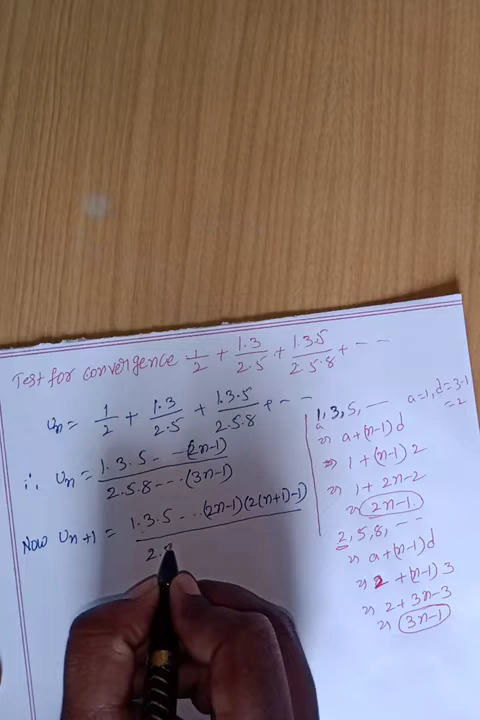 Test for convergence 1/2 + 1.3/2.5 + 1.3.5/2.5.8 + - - -
Un = 1/2 + 1.3/2.5 + 1.3.5/2.5.8 + - - -
∴ Un = 1.3.5 - - - (2n-1) / 2.5.8 - - - (3n-1)
Now Un+1 = 1.3.5 - - - (2n-1)(2(n+1)-1) / 2.
1, 3, 5, - - - a=1, d=3-1
=2
a
⇒ a+(n-1)d
⇒ 1+(n-1)2
⇒ 1+2n-2
⇒ 2n-1.
2, 5, 8, - - -
⇒ a+(n-1)d
⇒ 2+(n-1)3
⇒ 2+3n-3
⇒ 3n-1